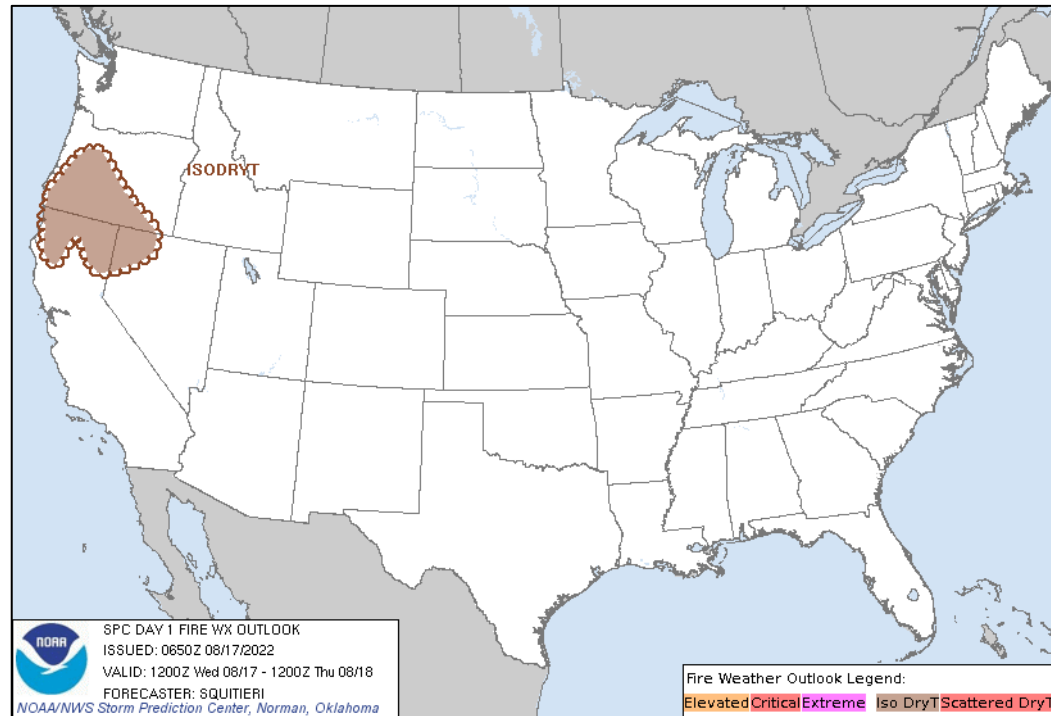 ISODRYT
NOAA
SPC DAY 1 FIRE WX OUTLOOK
ISSUED: 0650Z 08/17/2022
VALID: 1200Z Wed 08/17 - 1200Z Thu 08/18
FORECASTER: SQUITIERI
NOAA/NWS Storm Prediction Center, Norman, Oklahoma
Fire Weather Outlook Legend:
Elevated Critical Extreme Iso DryT Scattered DryT